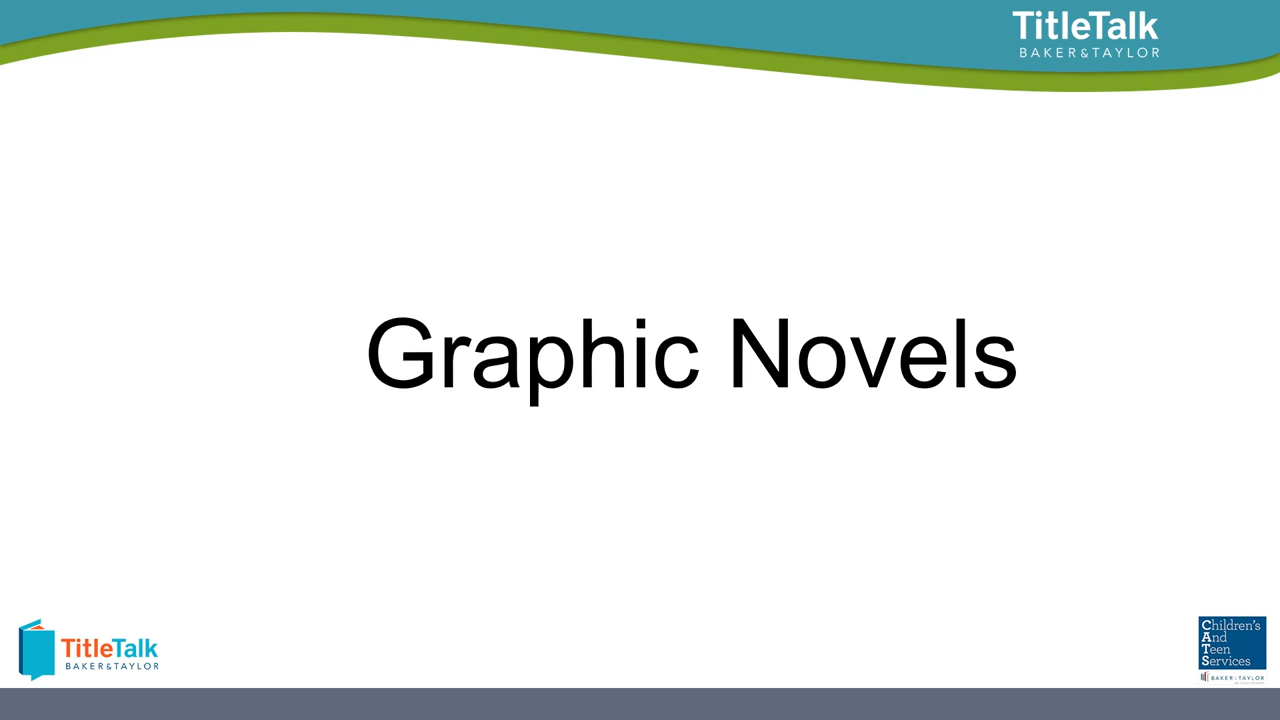 TitleTalk
BAKER & TAYLOR
Graphic Novels
TitleTalk
BAKER & TAYLOR
Children's
And
Teen
Services
BAKER & TAYLOR